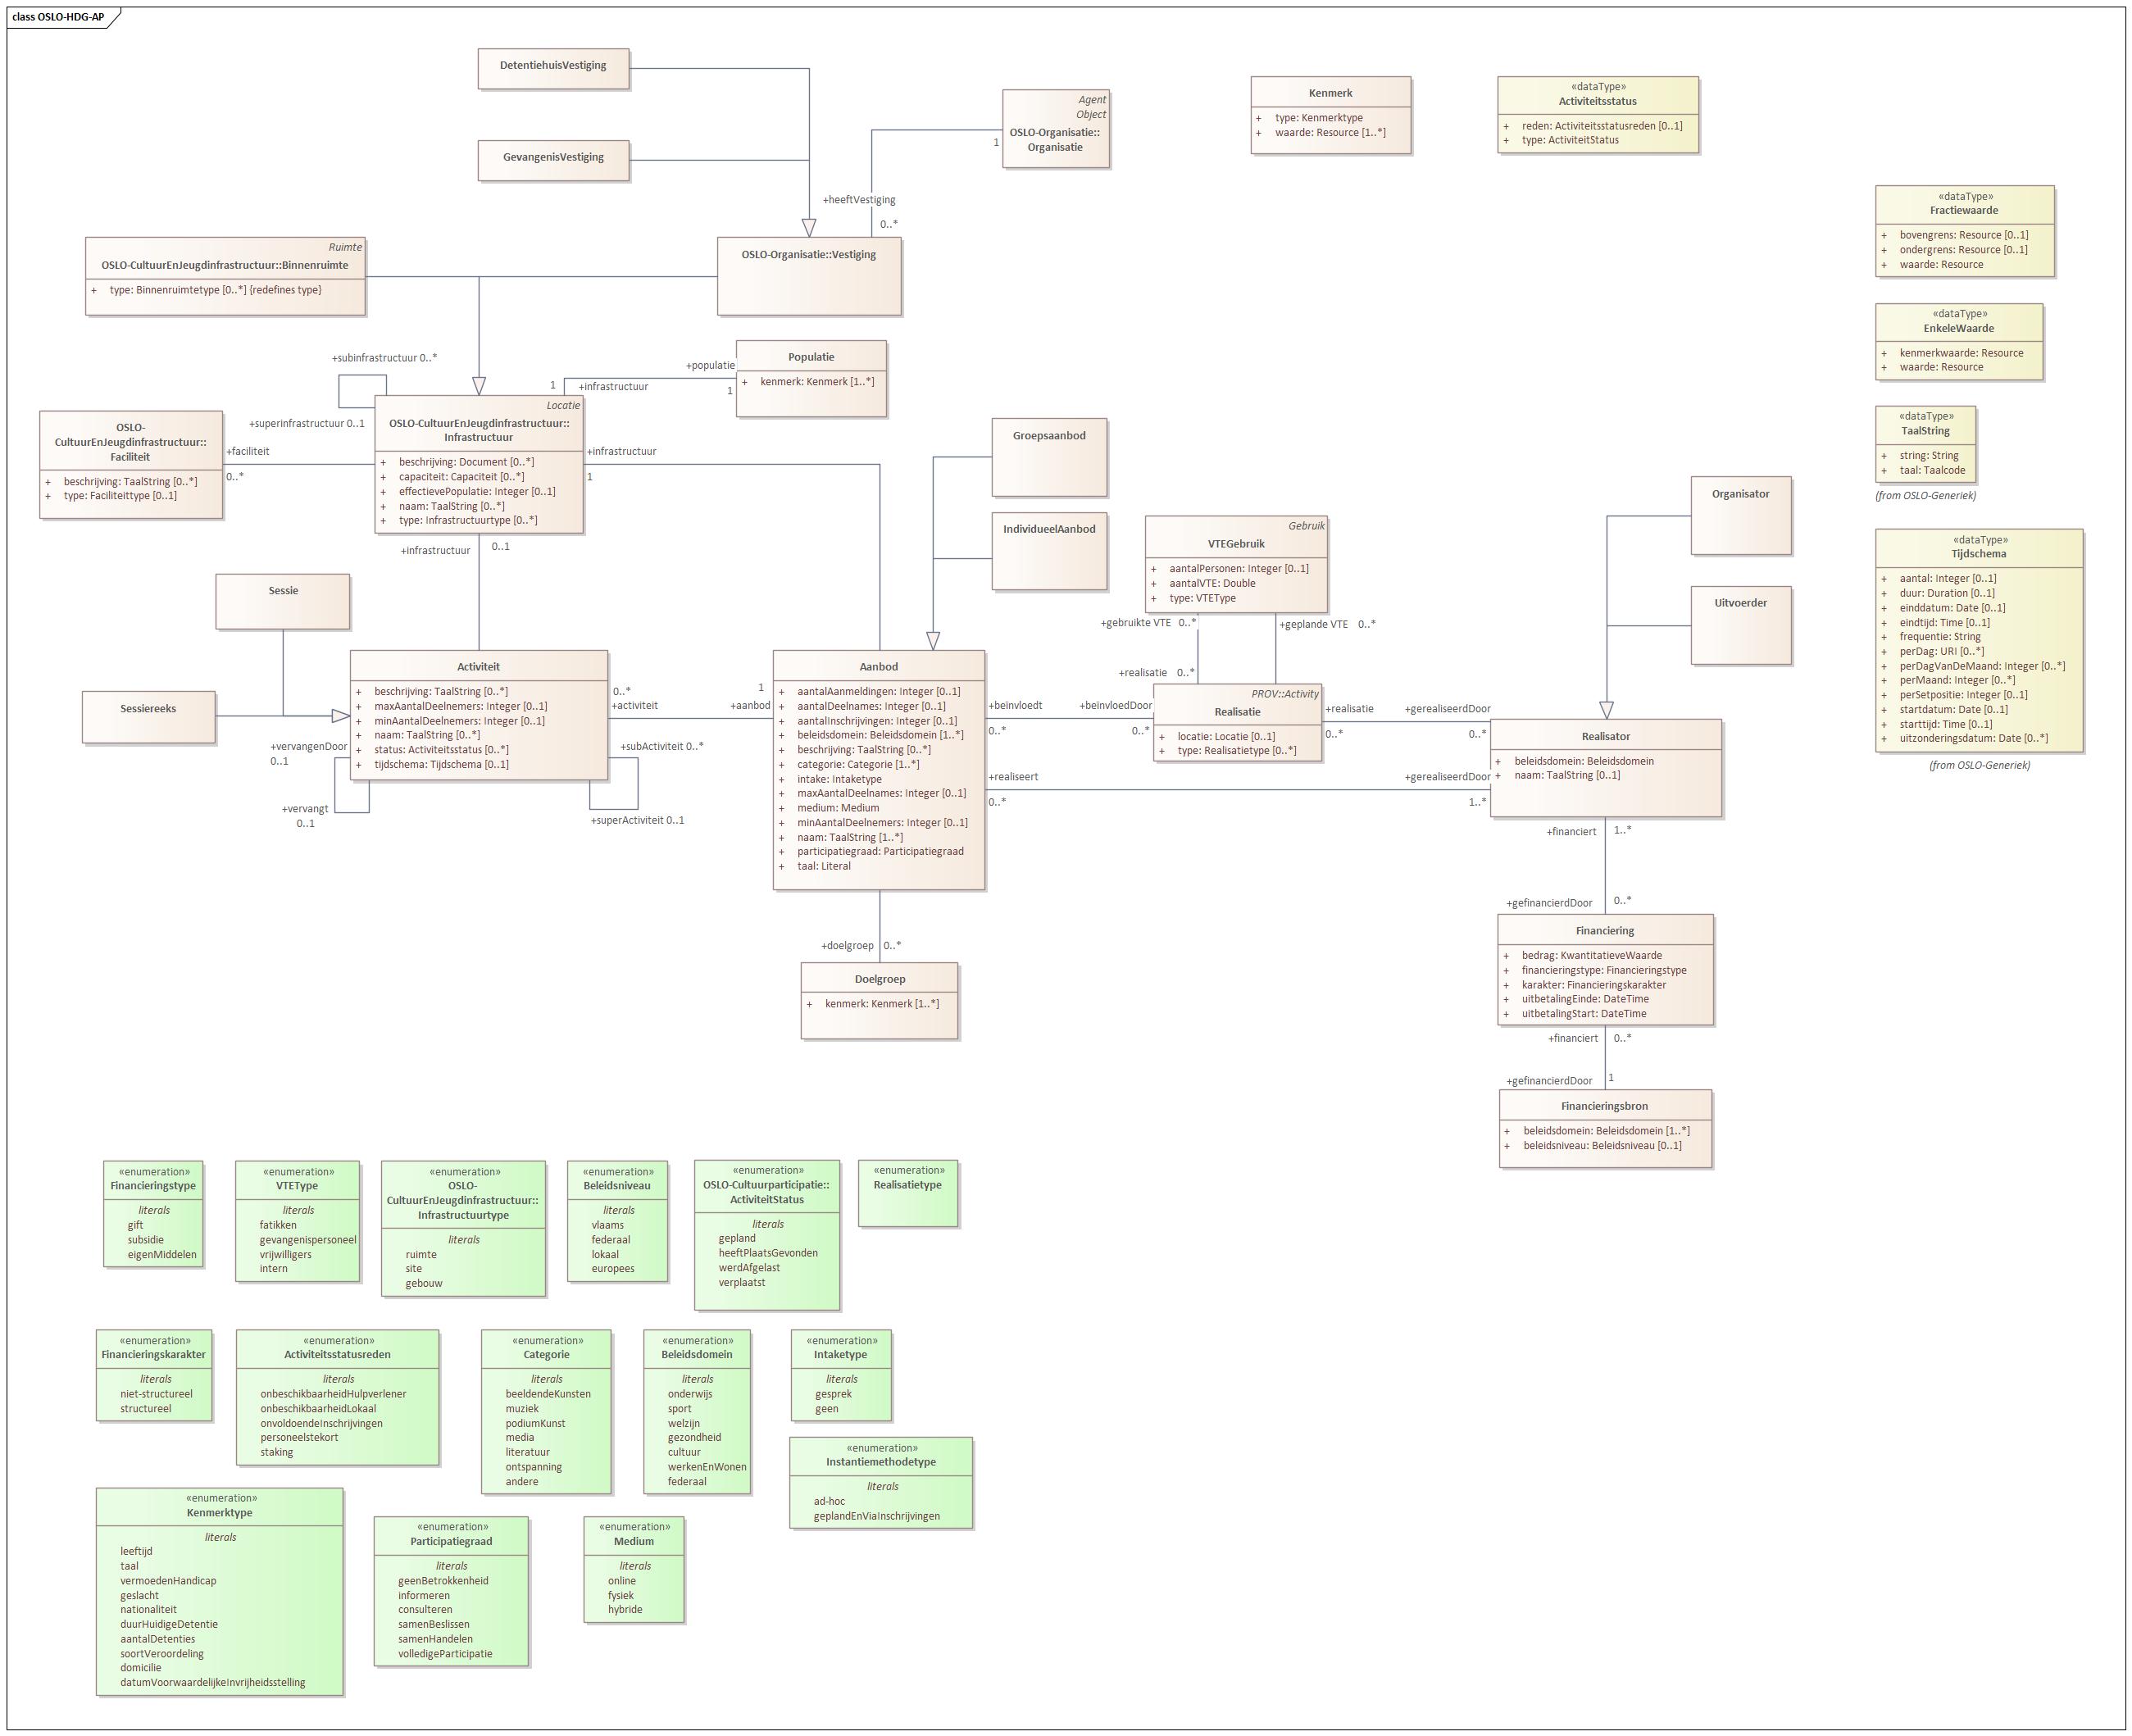 class OSLO-HDG-AP
DetentiehuisVestiging
GevangenisVestiging
Agent
Object
OSLO-Organisatie::
Organisatie
1
+heeftVestiging
0..*
Kenmerk
+ type: Kenmerktype
+ waarde: Resource [1..*]
«dataType»
Activiteitsstatus
+ reden: Activiteitsstatusreden [0..1]
+ type: ActiviteitStatus
«dataType»
Fractiewaarde
+ bovengrens: Resource [0..1]
+ ondergrens: Resource [0..1]
+ waarde: Resource
«dataType»
EnkeleWaarde
+ kenmerkwaarde: Resource
+ waarde: Resource
«dataType»
TaalString
+ string: String
+ taal: Taalcode
(from OSLO-Generiek)
«dataType»
Tijdschema
+ aantal: Integer [0..1]
+ duur: Duration [0..1]
+ einddatum: Date [0..1]
+ eindtijd: Time [0..1]
+ frequentie: String
+ perDag: URI [0..*]
+ perDagVanDeMaand: Integer [0..*]
+ perMaand: Integer [0..*]
+ perSetpositie: Integer [0..1]
+ startdatum: Date [0..1]
+ starttijd: Time [0..1]
+ uitzonderingsdatum: Date [0..*]
(from OSLO-Generiek)
Ruimte
OSLO-CultuurEnJeugdinfrastructuur::Binnenruimte
+ type: Binnenruimtetype [0..*] {redefines type}
OSLO-Organisatie::Vestiging
+subinfrastructuur 0..*
+superinfrastructuur 0..1
Populatie
+ kenmerk: Kenmerk [1..*]
+populatie
1
1
+infrastructuur
OSLO-
CultuurEnJeugdinfrastructuur::
Faciliteit
+ beschrijving: TaalString [0..*]
+ type: Faciliteittype [0..1]
+faciliteit
0..*
Locatie
OSLO-CultuurEnJeugdinfrastructuur::
Infrastructuur
+ beschrijving: Document [0..*]
+ capaciteit: Capaciteit [0..*]
+ effectievePopulatie: Integer [0..1]
+ naam: TaalString [0..*]
+ type: Infrastructuurtype [0..*]
+infrastructuur
1
+infrastructuur
0..1
Groepsaanbod
IndividueelAanbod
Gebruik
VTEGebruik
+ aantalPersonen: Integer [0..1]
+ aantalVTE: Double
+ type: VTEType
+gebruikte VTE 0..*
+geplande VTE 0..*
+realisatie 0..*
Organisator
Uitvoerder
Sessie
Sessiereeks
Activiteit
+ beschrijving: TaalString [0..*]
+ maxAantalDeelnemers: Integer [0..1]
+ minAantalDeelnemers: Integer [0..1]
+ naam: TaalString [0..*]
+ status: Activiteitsstatus [0..*]
+ tijdschema: Tijdschema [0..1]
+vervangenDoor
0..1
+vervangt
0..1
+subActiviteit 0..*
+superActiviteit 0..1
0..*
+activiteit
1
+aanbod
Aanbod
+ aantalAanmeldingen: Integer [0..1]
+ aantalDeelnames: Integer [0..1]
+ aantalInschrijvingen: Integer [0..1]
+ beleidsdomein: Beleidsdomein [1..*]
+ beschrijving: TaalString [0..*]
+ categorie: Categorie [1..*]
+ intake: Intaketype
+ maxAantalDeelnames: Integer [0..1]
+ medium: Medium
+ minAantalDeelnemers: Integer [0..1]
+ naam: TaalString [1..*]
+ participatiegraad: Participatiegraad
+ taal: Literal
+beinvloedt
0..*
+beinvloedDoor
0..*
PROV::Activity
Realisatie
+ locatie: Locatie [0..1]
+ type: Realisatietype [0..*]
+realisatie
0..*
+gerealiseerdDoor
0..*
+realiseert
0..*
+gerealiseerdDoor
1..*
Realisator
+ beleidsdomein: Beleidsdomein
+ naam: TaalString [0..1]
+financiert 1..*
+gefinancierdDoor 0..*
Financiering
+ bedrag: KwantitatieveWaarde
+ financieringstype: Financieringstype
+ karakter: Financieringskarakter
+ uitbetalingEinde: DateTime
+ uitbetalingStart: DateTime
+financiert 0..*
+gefinancierdDoor 1
Financieringsbron
+ beleidsdomein: Beleidsdomein [1..*]
+ beleidsniveau: Beleidsniveau [0..1]
+doelgroep 0..*
Doelgroep
+ kenmerk: Kenmerk [1..*]
«enumeration»
Financieringstype
literals
gift
subsidie
eigenMiddelen
«enumeration»
VTEType
literals
fatikken
gevangenispersoneel
vrijwilligers
intern
«enumeration»
OSLO-
CultuurEnJeugdinfrastructuur::
Infrastructuurtype
literals
ruimte
site
gebouw
«enumeration»
Beleidsniveau
literals
vlaams
federaal
lokaal
europees
«enumeration»
OSLO-Cultuurparticipatie::
ActiviteitStatus
literals
gepland
heeftPlaatsGevonden
werdAfgelast
verplaatst
«enumeration»
Realisatietype
«enumeration»
Financieringskarakter
literals
niet-structureel
structureel
«enumeration»
Activiteitsstatusreden
literals
onbeschikbaarheidHulpverlener
onbeschikbaarheidLokaal
onvoldoendeInschrijvingen
personeelstekort
staking
«enumeration»
Categorie
literals
beeldendeKunsten
muziek
podiumKunst
media
literatuur
ontspanning
andere
«enumeration»
Beleidsdomein
literals
onderwijs
sport
welzijn
gezondheid
cultuur
werkenEnWonen
federaal
«enumeration»
Intaketype
literals
gesprek
geen
«enumeration»
Instantiemethodetype
literals
ad-hoc
geplandEnViaInschrijvingen
«enumeration»
Kenmerktype
literals
leeftijd
taal
vermoedenHandicap
geslacht
nationaliteit
duurHuidigeDetentie
aantalDetenties
soortVeroordeling
domicilie
datumVoorwaardelijkeInvrijheidsstelling
«enumeration»
Participatiegraad
literals
geenBetrokkenheid
informeren
consulteren
samenBeslissen
samenHandelen
volledigeParticipatie
«enumeration»
Medium
literals
online
fysiek
hybride